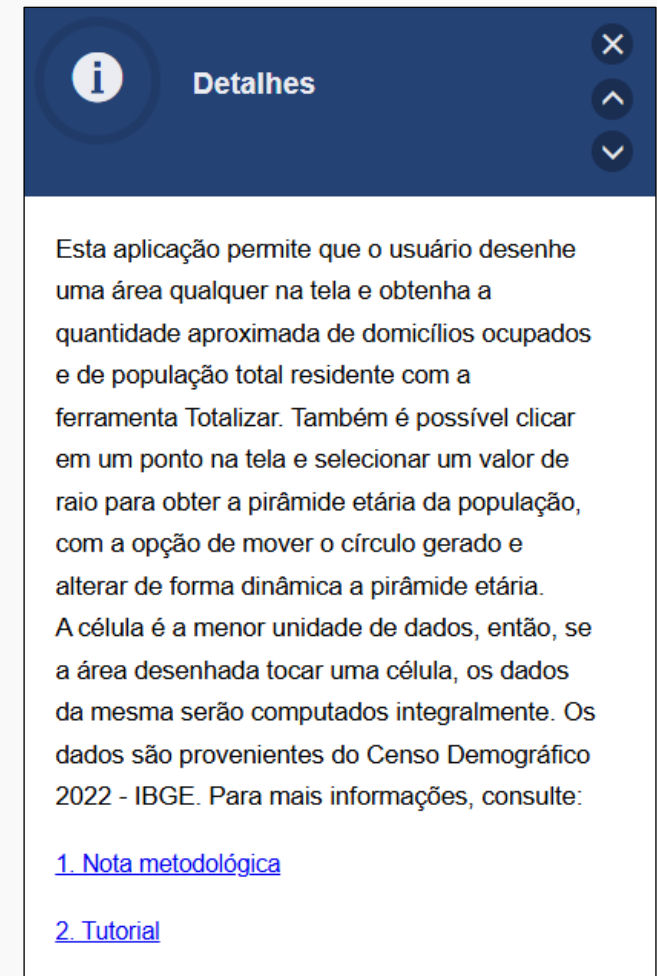 Detalhes
Esta aplicação permite que o usuário desenhe
uma área qualquer na tela e obtenha a
quantidade aproximada de domicílios ocupados
e de população total residente com a
ferramenta Totalizar. Também é possível clicar
em um ponto na tela e selecionar um valor de
raio para obter a pirâmide etária da população,
com a opção de mover o círculo gerado e
alterar de forma dinâmica a pirâmide etária.
A célula é a menor unidade de dados, então, se
a área desenhada tocar uma célula, os dados
da mesma serão computados integralmente. Os
dados são provenientes do Censo Demográfico
2022 - IBGE. Para mais informações, consulte:
1. Nota metodológica
2. Tutorial